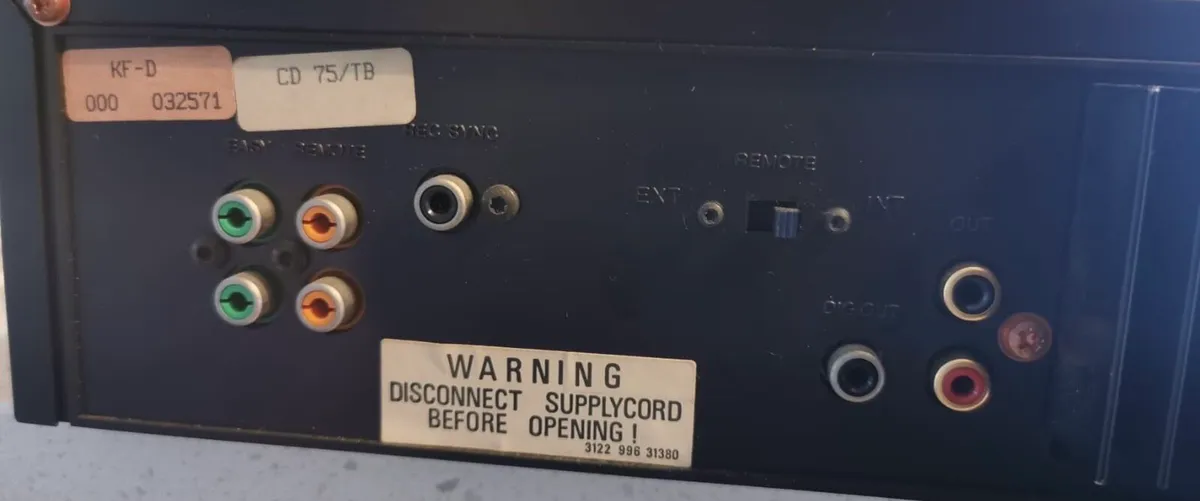 KF-D
000 032571
CD 75/TB
REC SYNC
EASY REMOTE
REMOTE
EXT INT
OUT
DIG OUT
WARNING
DISCONNECT SUPPLYCORD
BEFORE OPENING!
3122 996 31380